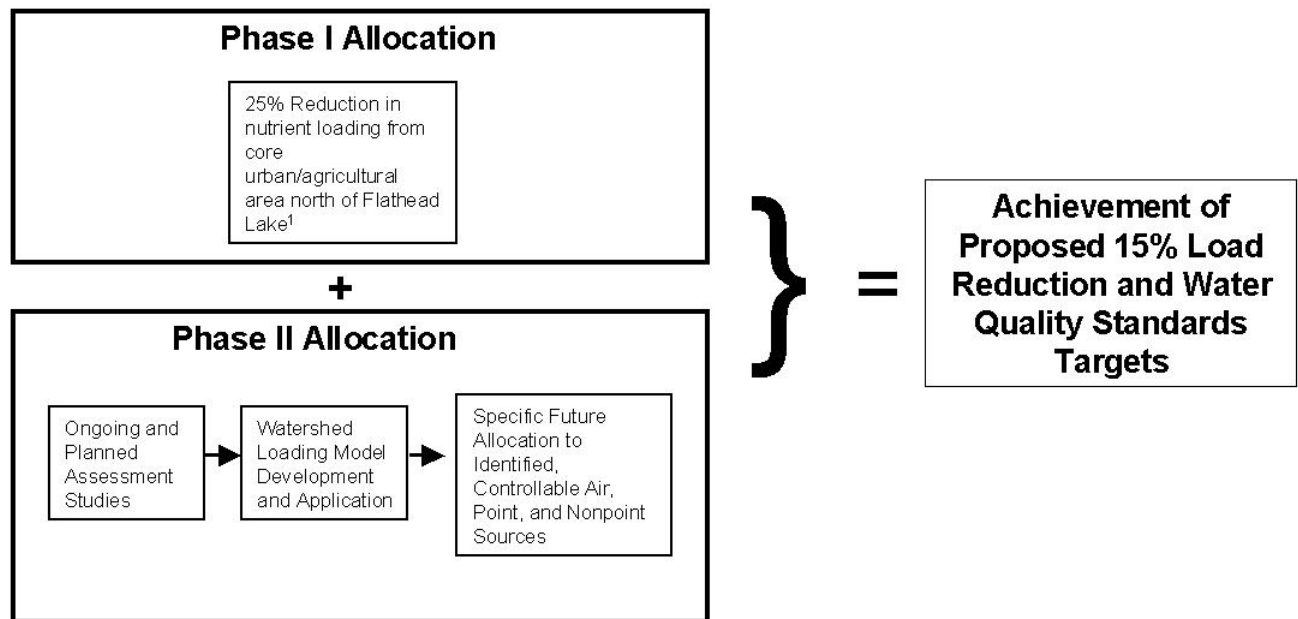 Phase I Allocation
25% Reduction in
nutrient loading from
core
urban/agricultural
area north of Flathead
Lake¹
+
Phase II Allocation
Ongoing and
Planned
Assessment
Studies
Watershed
Loading Model
Development
and Application
Specific Future
Allocation to
Identified,
Controllable Air,
Point, and Nonpoint
Sources
}
=
Achievement of
Proposed 15% Load
Reduction and Water
Quality Standards
Targets